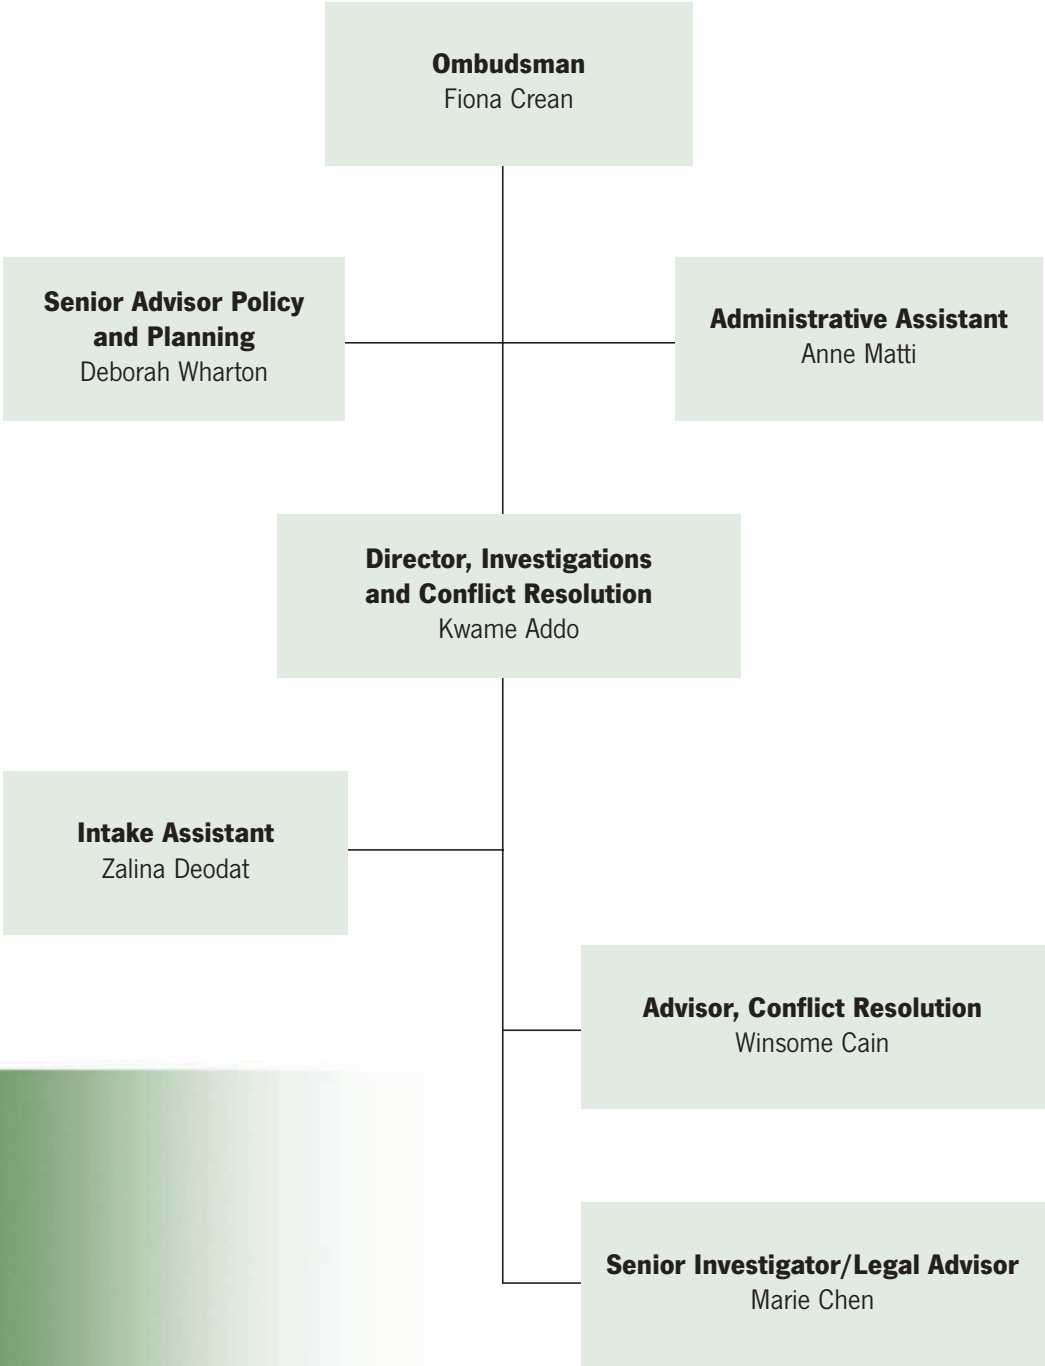 Ombudsman
Fiona Crean
Senior Advisor Policy
and Planning
Deborah Wharton
Administrative Assistant
Anne Matti
Director, Investigations
and Conflict Resolution
Kwame Addo
Intake Assistant
Zalina Deodat
Advisor, Conflict Resolution
Winsome Cain
Senior Investigator/Legal Advisor
Marie Chen